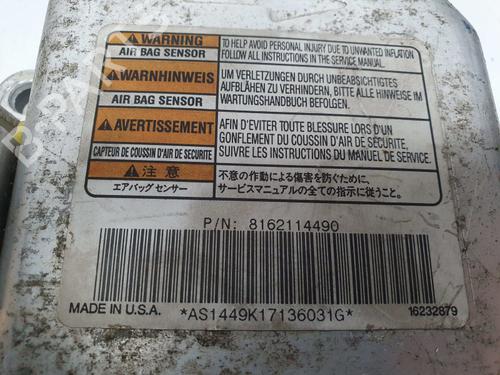 WARNING
AIR BAG SENSOR
TO HELP AVOID PERSONAL INJURY DUE TO UNWANTED INFLATION
FOLLOW ALL INSTRUCTIONS IN THE SERVICE MANUAL.
WARNHINWEIS
AIR BAG SENSOR
UM VERLETZUNGEN DURCH UNBEABSICHTIGTES
AUFBLÄHEN ZU VERHINDERN, BITTE ALLE HINWEISE IM
WARTUNGSHANDBUCH BEFOLGEN.
AVERTISSEMENT
CAPTEUR DE COUSSIN D'AIR DE SECURITE
AFIN D'EVITER TOUTE BLESSURE LORS D'UN
GONFLEMENT DU COUSSIN D'AIR DE SÉCURITE,
SUIVRE LES INSTRUCTIONS DU MANUEL DE SERVICE.
注意
エアバッグ センサー
不意の作動による傷害を防ぐために、
サービスマニュアルの全ての指示に従うこと。
P/N: 8162114490
MADE IN U.S.A.
*AS1449K17136031G*
16232879